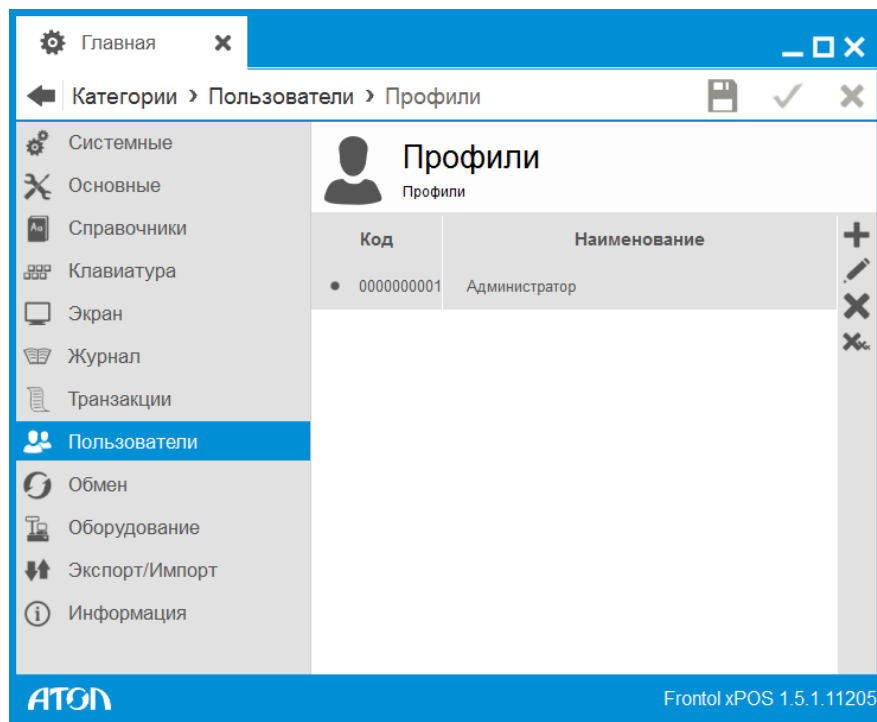 Главная
Категории › Пользователи › Профили
Системные
Основные
Справочники
Клавиатура
Экран
Журнал
Транзакции
Пользователи
Обмен
Оборудование
Экспорт/Импорт
Информация
Профили
Профили
Код Наименование
0000000001 Администратор
АТОЛ
Frontol xPOS 1.5.1.11205